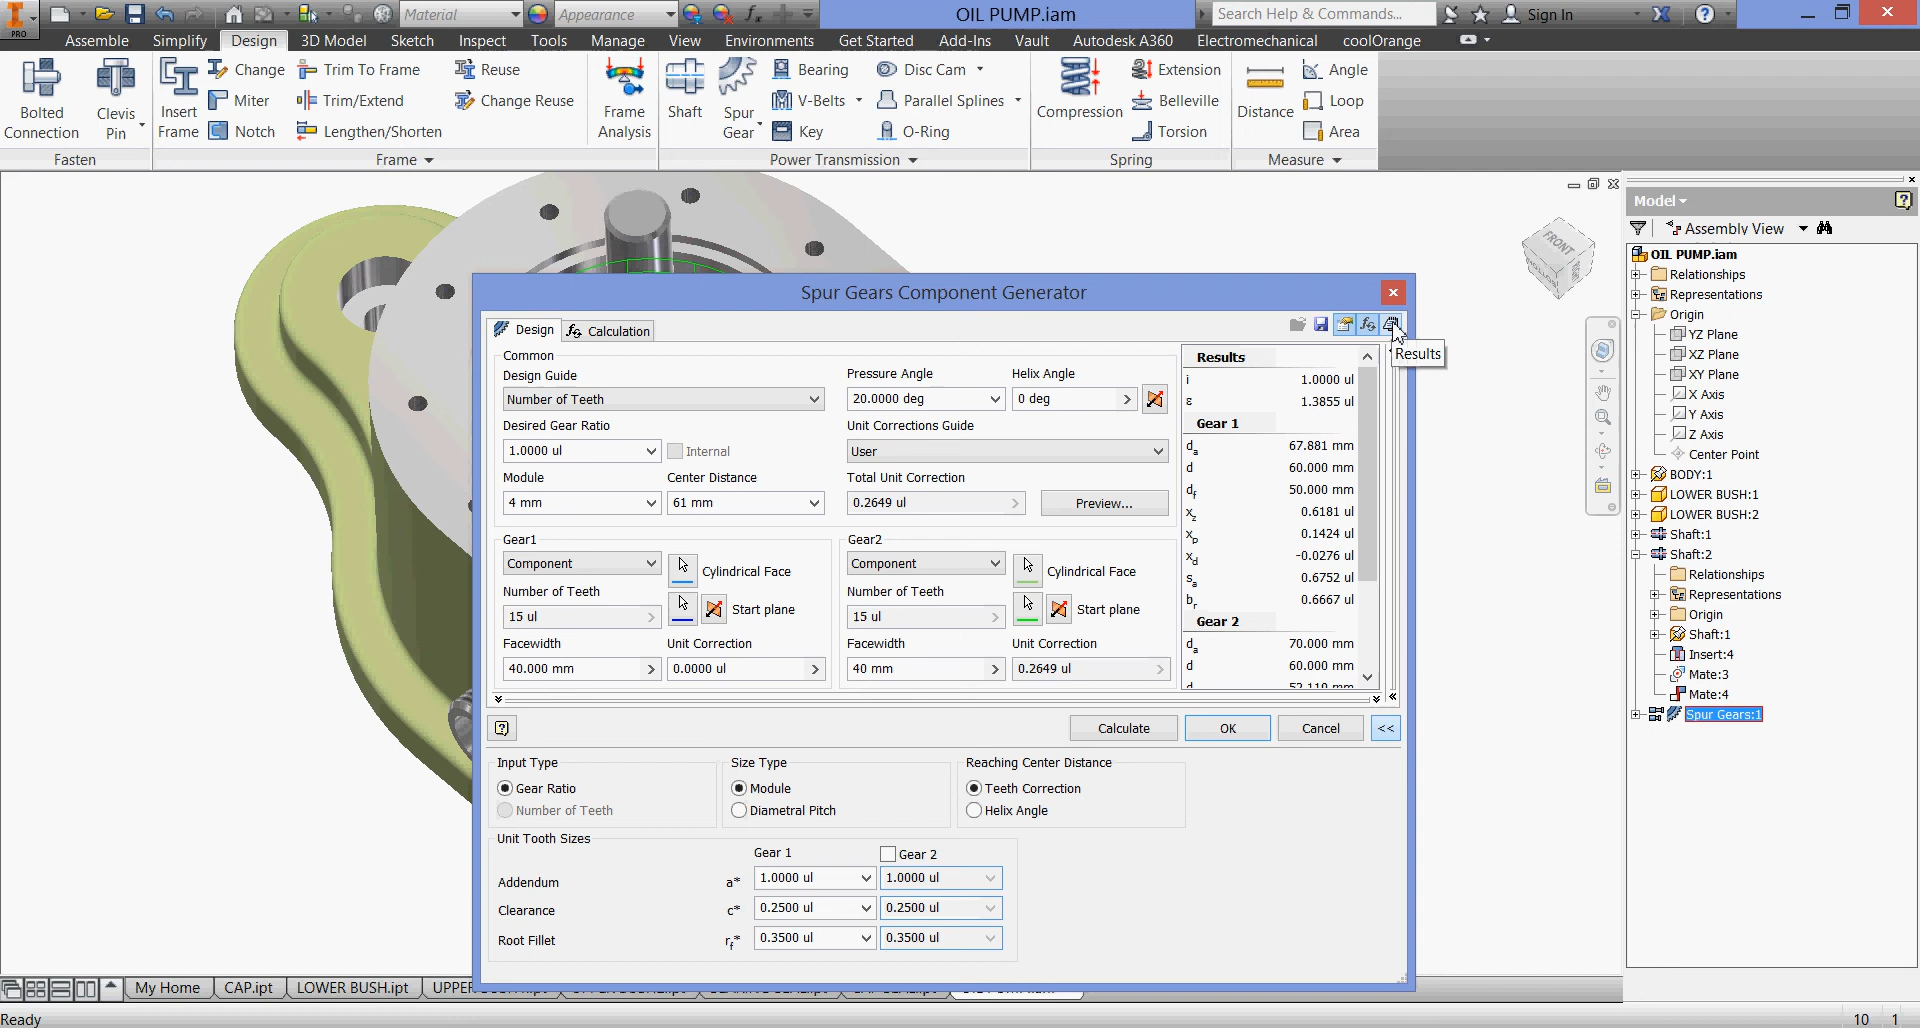 PRO
Material
Appearance
OIL PUMP.iam
Search Help & Commands...
Sign In
Assemble Simplify Design 3D Model Sketch Inspect Tools Manage View Environments Get Started Add-Ins Vault Autodesk A360 Electromechanical coolOrange
Bolted Connection
Clevis Pin
Fasten
Insert Frame
Change
Miter
Notch
Trim To Frame
Trim/Extend
Lengthen/Shorten
Reuse
Change Reuse
Frame
Frame Analysis
Shaft
Spur Gear
Bearing
V-Belts
Key
Disc Cam
Parallel Splines
O-Ring
Power Transmission
Compression
Extension
Belleville
Torsion
Spring
Distance
Angle
Loop
Area
Measure
FRONT
Spur Gears Component Generator
Design
Calculation
Results
Common
Design Guide
Number of Teeth
Pressure Angle
20.0000 deg
Helix Angle
0 deg
Desired Gear Ratio
1.0000 ul
Internal
Unit Corrections Guide
User
Module
4 mm
Center Distance
61 mm
Total Unit Correction
0.2649 ul
Preview...
Gear1
Component
Cylindrical Face
Number of Teeth
15 ul
Start plane
Facewidth
40.000 mm
Unit Correction
0.0000 ul
Gear2
Component
Cylindrical Face
Number of Teeth
15 ul
Start plane
Facewidth
40 mm
Unit Correction
0.2649 ul
Results
i 1.0000 ul
ε 1.3855 ul
Gear 1
da 67.881 mm
d 60.000 mm
df 50.000 mm
xz 0.6181 ul
xp 0.1424 ul
xd -0.0276 ul
sa 0.6752 ul
br 0.6667 ul
Gear 2
da 70.000 mm
d 60.000 mm
d 52.119 mm
Calculate
OK
Cancel
<<
Input Type
Gear Ratio
Number of Teeth
Size Type
Module
Diametral Pitch
Reaching Center Distance
Teeth Correction
Helix Angle
Unit Tooth Sizes
Gear 1 Gear 2
Addendum a* 1.0000 ul 1.0000 ul
Clearance c* 0.2500 ul 0.2500 ul
Root Fillet rf* 0.3500 ul 0.3500 ul
Model
Assembly View
OIL PUMP.iam
Relationships
Representations
Origin
YZ Plane
XZ Plane
XY Plane
X Axis
Y Axis
Z Axis
Center Point
BODY:1
LOWER BUSH:1
LOWER BUSH:2
Shaft:1
Shaft:2
Relationships
Representations
Origin
Shaft:1
Insert:4
Mate:3
Mate:4
Spur Gears:1
My Home CAP.ipt LOWER BUSH.ipt
Ready
10 1